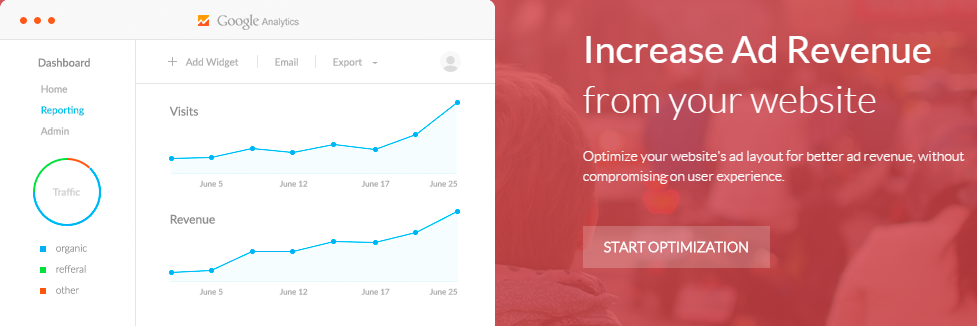 Google Analytics
Dashboard
Home
Reporting
Admin
Traffic
organic
refferal
other
+ Add Widget Email Export
Visits
June 5 June 12 June 17 June 25
Revenue
June 5 June 12 June 17 June 25
Increase Ad Revenue
from your website
Optimize your website's ad layout for better ad revenue, without
compromising on user experience.
START OPTIMIZATION